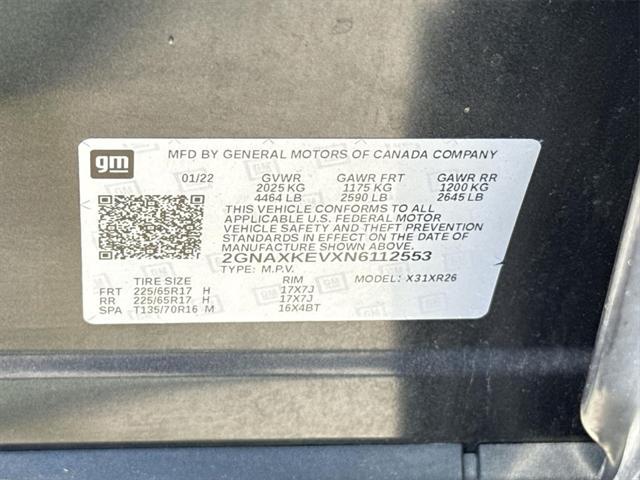 gm
MFD BY GENERAL MOTORS OF CANADA COMPANY
01/22 GVWR GAWR FRT GAWR RR
2025 KG 1175 KG 1200 KG
4464 LB 2590 LB 2645 LB
THIS VEHICLE CONFORMS TO ALL
APPLICABLE U.S. FEDERAL MOTOR
VEHICLE SAFETY AND THEFT PREVENTION
STANDARDS IN EFFECT ON THE DATE OF
MANUFACTURE SHOWN ABOVE.
2GNAXKEVXN6112553
TYPE: M.P.V. MODEL: X31XR26
TIRE SIZE RIM
FRT 225/65R17 H 17X7J
RR 225/65R17 H 17X7J
SPA T135/70R16 M 16X4BT